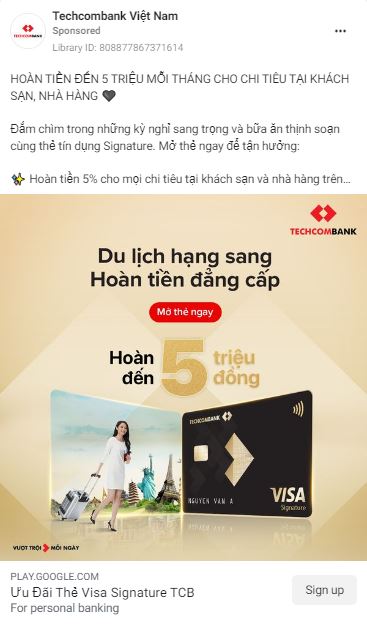 Techcombank Việt Nam
Sponsored
Library ID: 808877867371614
HOÀN TIỀN ĐẾN 5 TRIỆU MỖI THÁNG CHO CHI TIÊU TẠI KHÁCH
SẠN, NHÀ HÀNG 🖤
Đắm chìm trong những kỳ nghỉ sang trọng và bữa ăn thịnh soạn
cùng thẻ tín dụng Signature. Mở thẻ ngay để tận hưởng:
✨ Hoàn tiền 5% cho mọi chi tiêu tại khách sạn và nhà hàng trên...
TECHCOMBANK
Du lịch hạng sang
Hoàn tiền đẳng cấp
Mở thẻ ngay
Hoàn đến 5 triệu đồng
TECHCOMBANK
NGUYEN VAN A
VISA
Signature
VƯỢT TRỘI MỖI NGÀY
PLAY.GOOGLE.COM
Ưu Đãi Thẻ Visa Signature TCB
For personal banking
Sign up